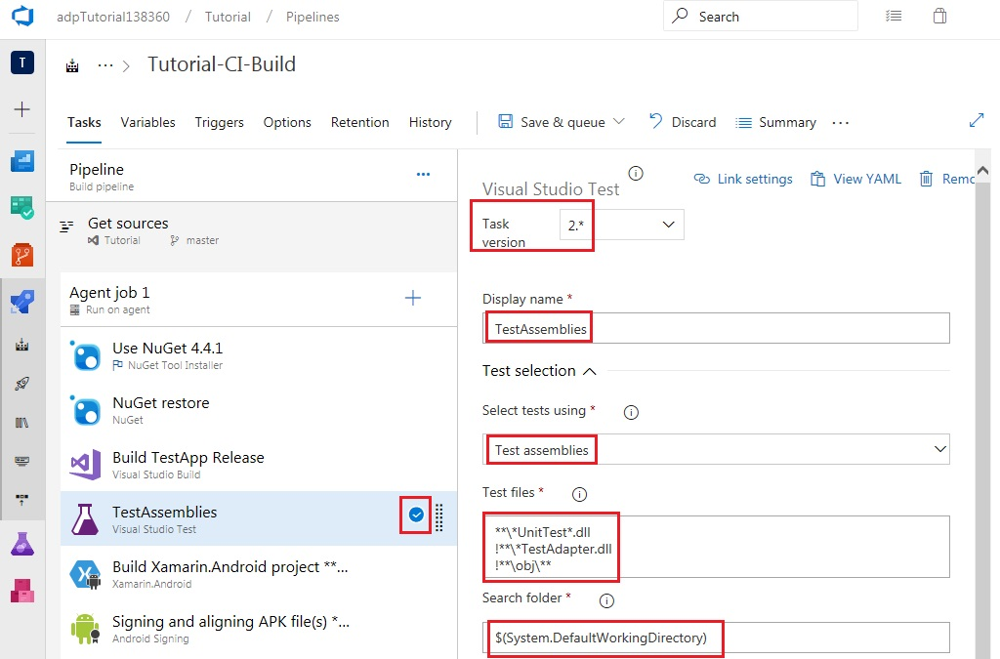 adpTutorial138360 / Tutorial / Pipelines
Search
T
... > Tutorial-CI-Build
Tasks Variables Triggers Options Retention History Save & queue Discard Summary ...
Pipeline
Build pipeline
...
Get sources
Tutorial master
Agent job 1
Run on agent
Use NuGet 4.4.1
NuGet Tool Installer
NuGet restore
NuGet
Build TestApp Release
Visual Studio Build
TestAssemblies
Visual Studio Test
Build Xamarin.Android project **...
Xamarin.Android
Signing and aligning APK file(s) *...
Android Signing
Visual Studio Test
Link settings View YAML Remo
Task
version
2.*
Display name *
TestAssemblies
Test selection
Select tests using *
Test assemblies
Test files *
**\*UnitTest*.dll
!**\*TestAdapter.dll
!**\obj\**
Search folder *
$(System.DefaultWorkingDirectory)